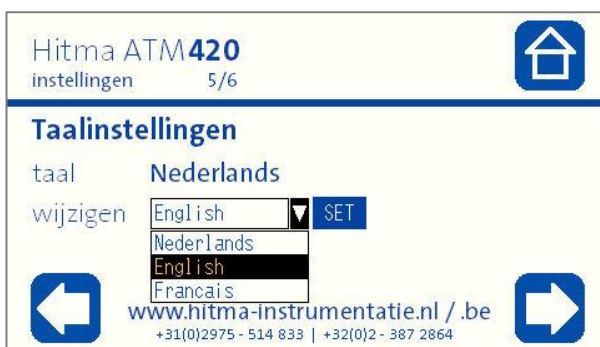 Hitma ATM420
instellingen 5/6
Taalinstellingen
taal Nederlands
wijzigen English SET
Nederlands
English
Francais
www.hitma-instrumentatie.nl / .be
+31(0)2975 - 514 833 | +32(0)2 - 387 2864